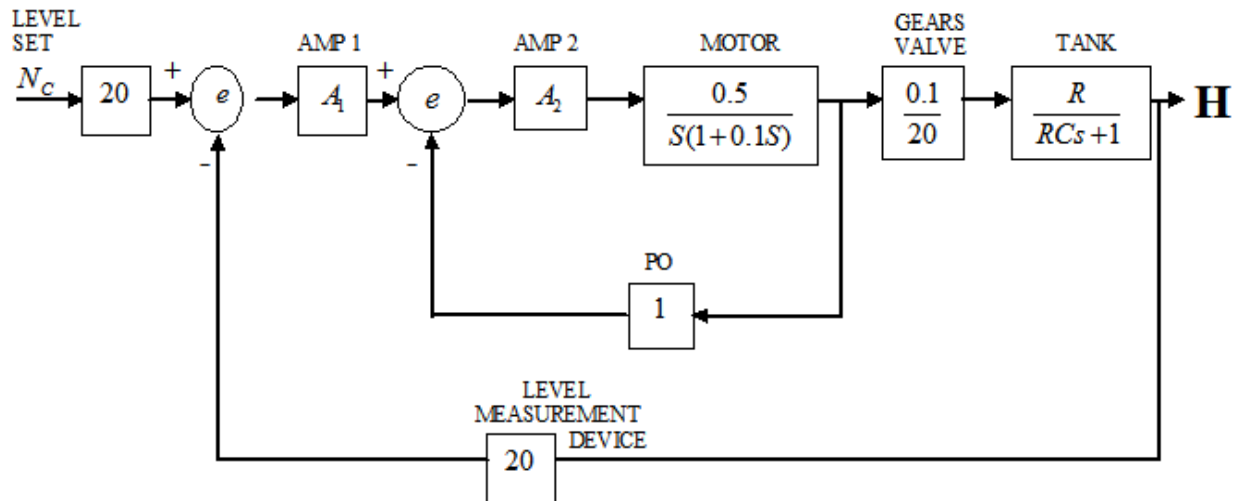 LEVEL
SET
N_C
20
+
e
-
AMP 1
A_1
+
e
-
AMP 2
A_2
MOTOR
0.5
S(1+0.1S)
GEARS
VALVE
0.1
20
TANK
R
RCs+1
H
PO
1
LEVEL
MEASUREMENT
DEVICE
20